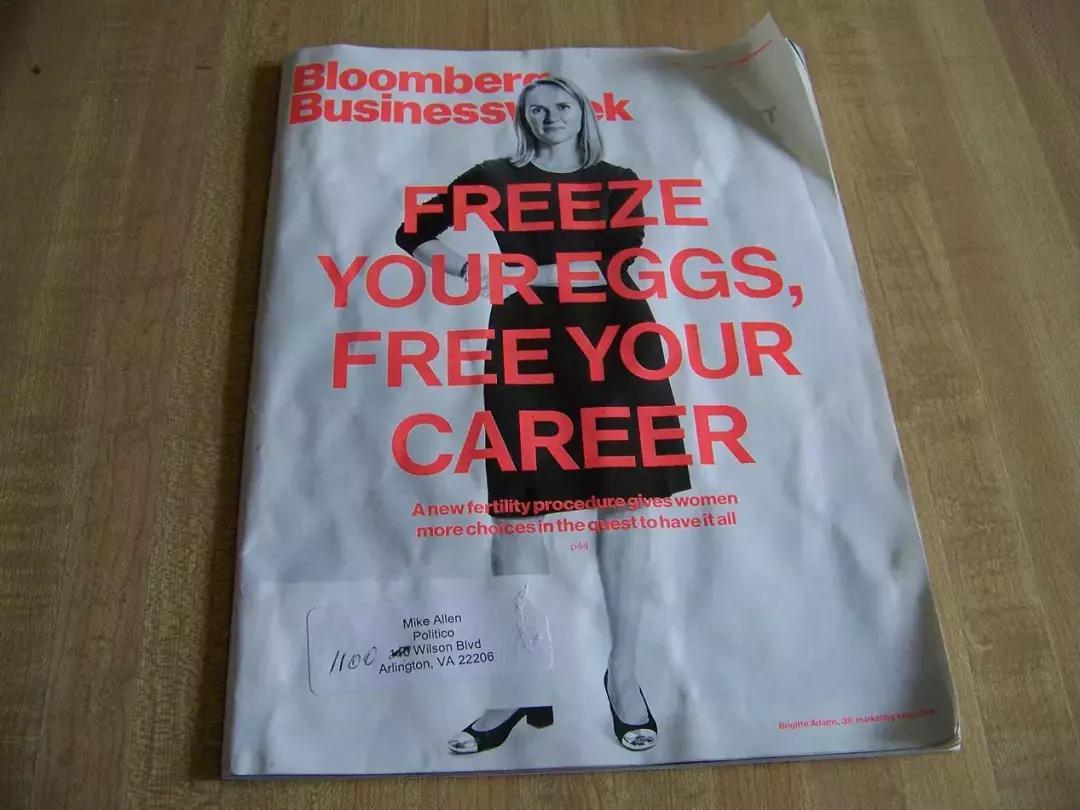 Bloomberg
Businessweek
FREEZE
YOUR EGGS,
FREE YOUR
CAREER
A new fertility procedure gives women
more choices in the quest to have it all
p44
Mike Allen
Politico
1100 Wilson Blvd
Arlington, VA 22206
Brigitte Adams, 39, marketing